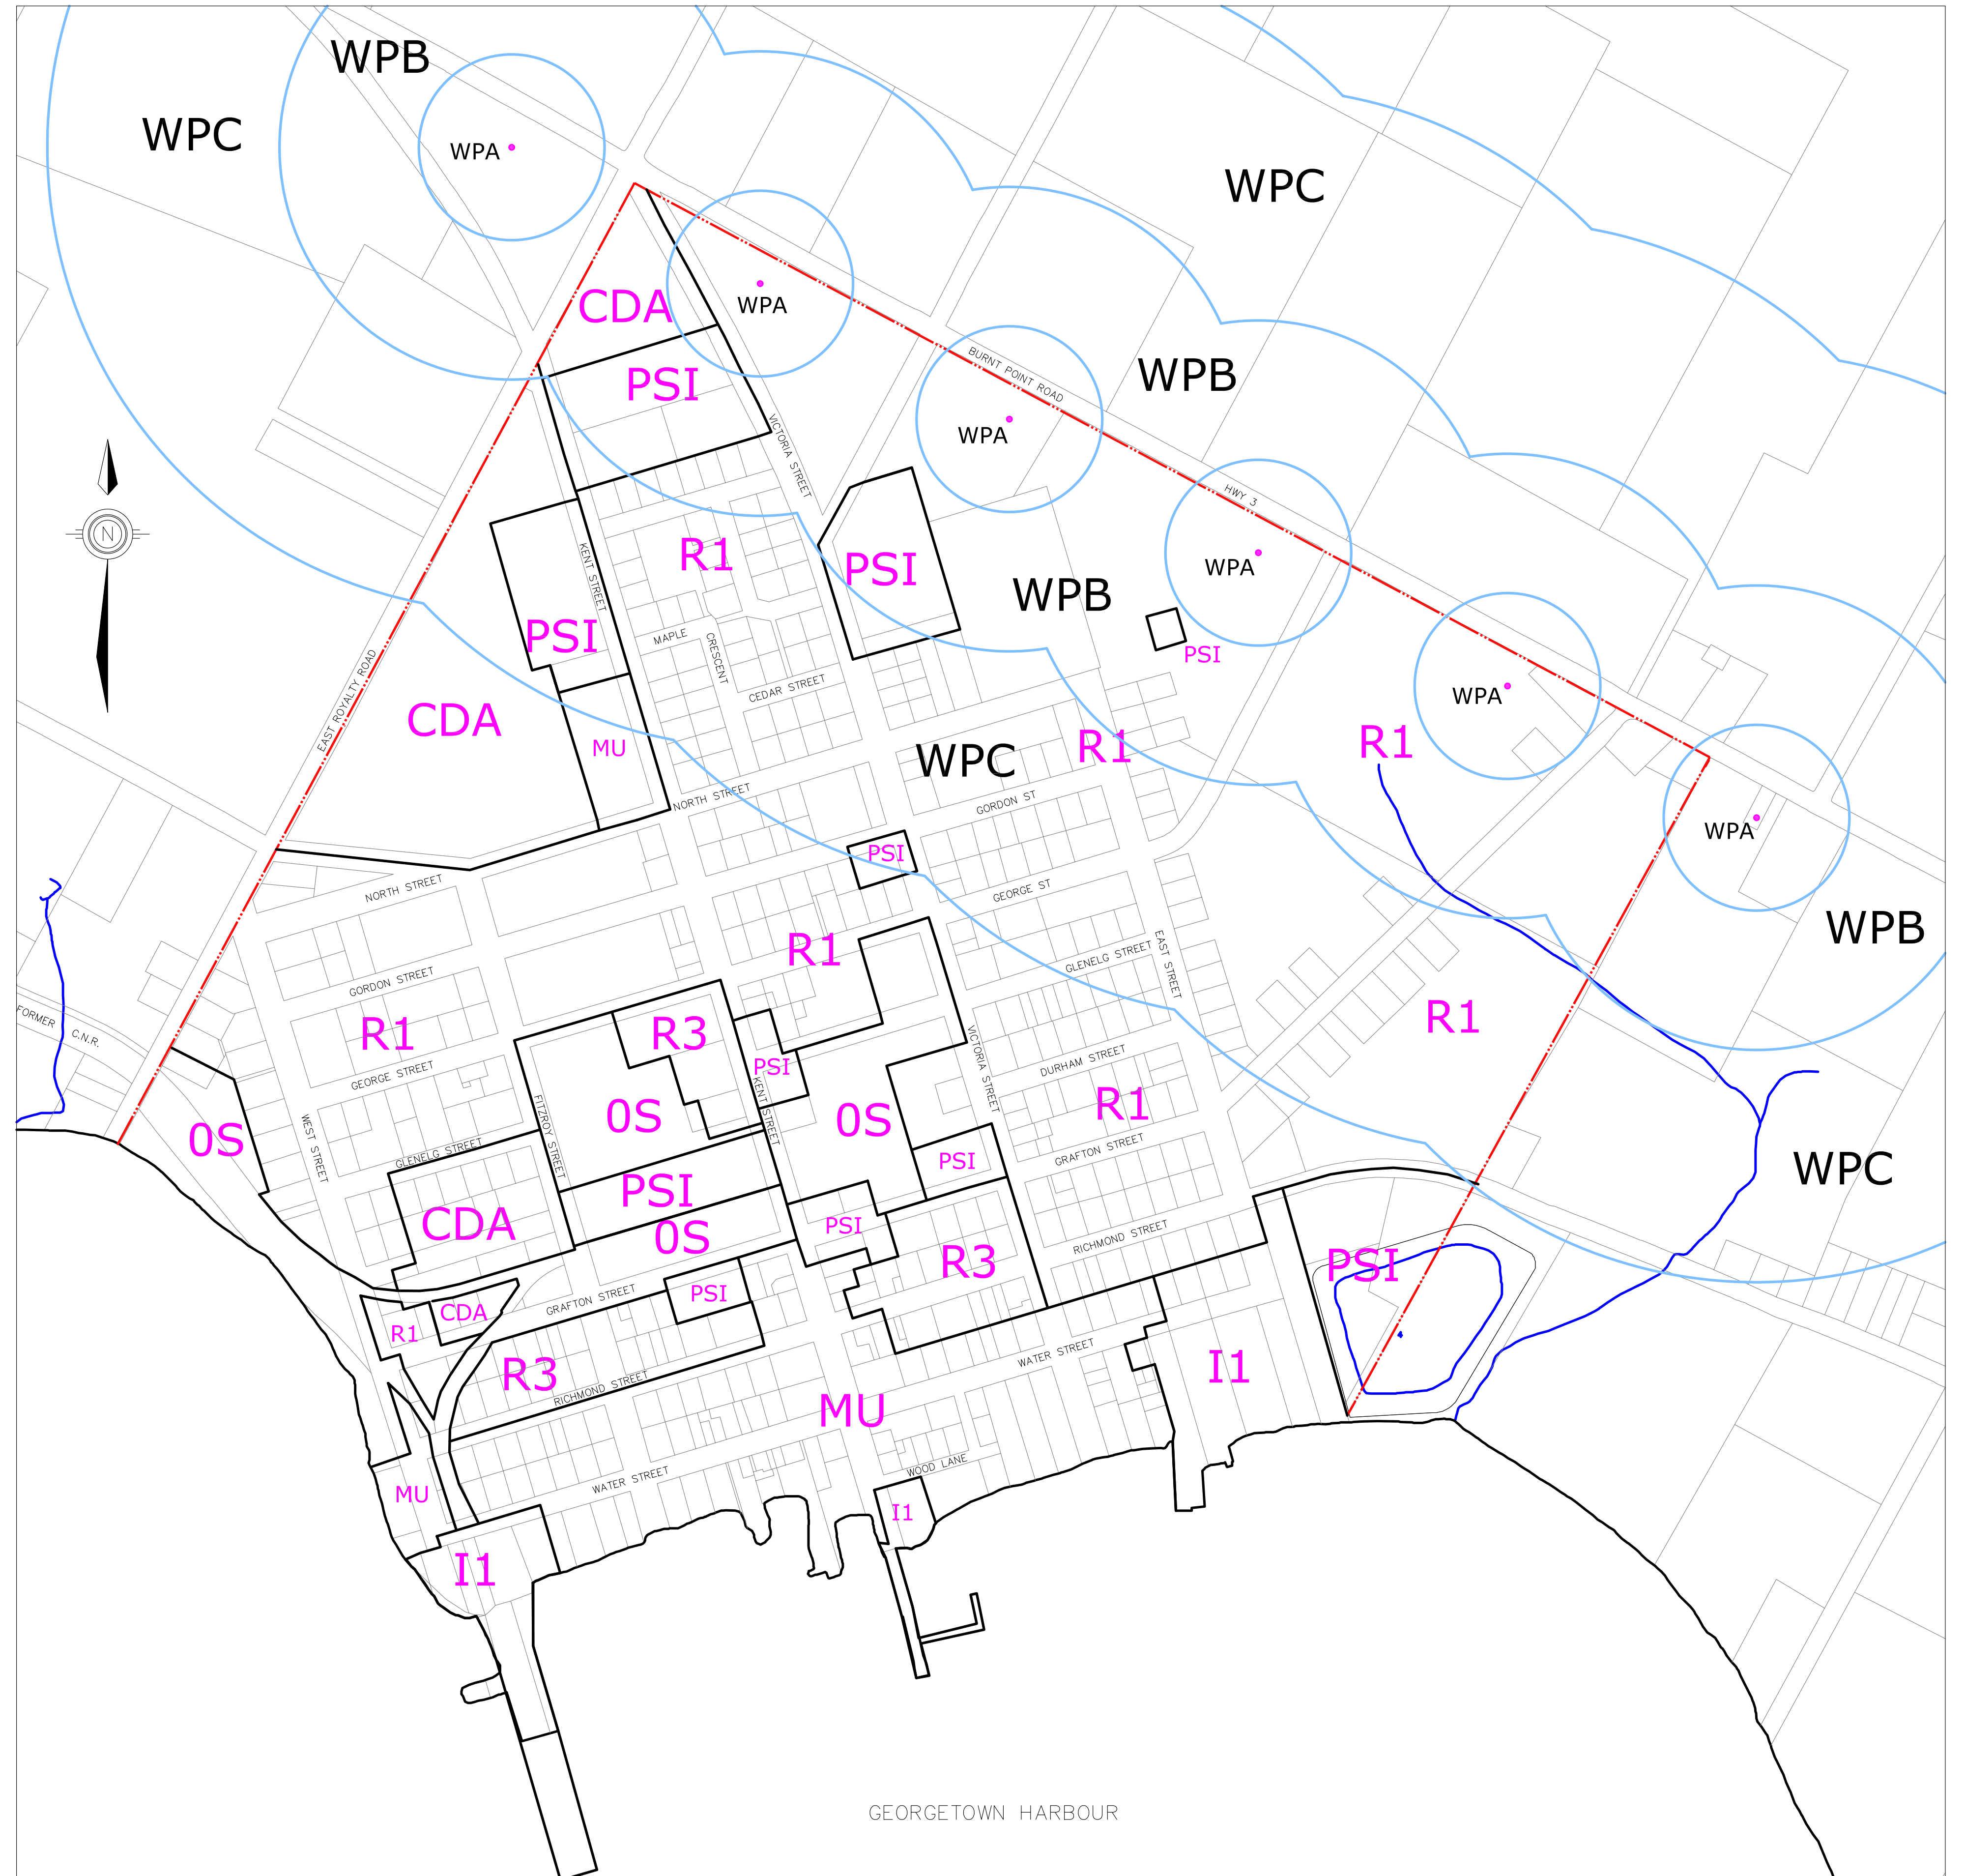 WPB
WPC
WPA
WPC
CDA
WPA
BURNT POINT ROAD
WPB
PSI
WPA
VICTORIA STREET
HWY 3
N
KENT STREET
R1
PSI
WPA
WPB
PSI
MAPLE
CRESCENT
PSI
EAST ROYALTY ROAD
CEDAR STREET
WPA
CDA
MU
R1
R1
WPC
NORTH STREET
GORDON ST
WPA
PSI
NORTH STREET
GEORGE ST
WPB
R1
EAST STREET
GLENELG STREET
GORDON STREET
FORMER C.N.R.
R1
R3
R1
GEORGE STREET
PSI
KENT STREET
VICTORIA STREET
DURHAM STREET
0S
WEST STREET
GLENELG STREET
FITZROY STREET
0S
0S
R1
GRAFTON STREET
PSI
WPC
CDA
PSI
PSI
0S
RICHMOND STREET
R3
PSI
GRAFTON STREET
PSI
CDA
R1
R3
RICHMOND STREET
WATER STREET
I1
MU
MU
WATER STREET
WOOD LANE
I1
I1
GEORGETOWN HARBOUR